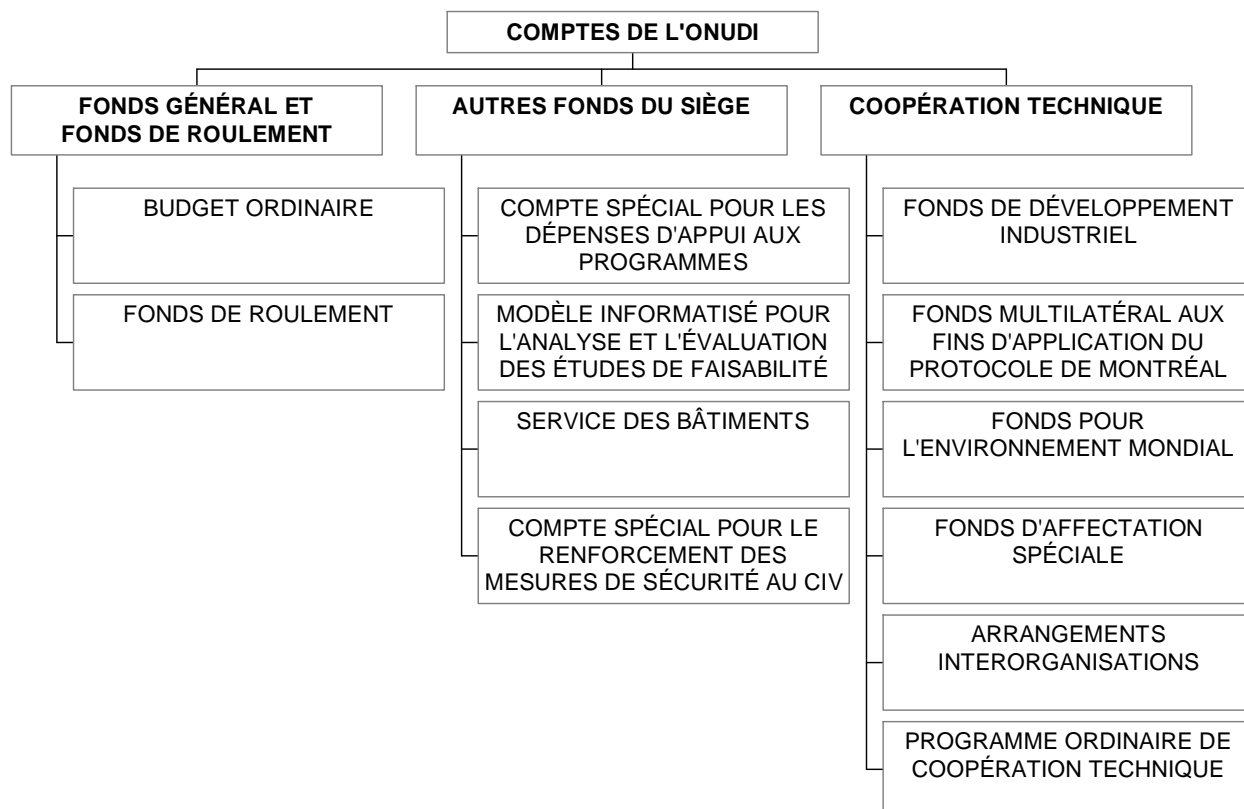 COMPTES DE L'ONUDI
FONDS GÉNÉRAL ET
FONDS DE ROULEMENT
BUDGET ORDINAIRE
FONDS DE ROULEMENT
AUTRES FONDS DU SIÈGE
COMPTE SPÉCIAL POUR LES
DÉPENSES D'APPUI AUX
PROGRAMMES
MODÈLE INFORMATISÉ POUR
L'ANALYSE ET L'ÉVALUATION
DES ÉTUDES DE FAISABILITÉ
SERVICE DES BÂTIMENTS
COMPTE SPÉCIAL POUR LE
RENFORCEMENT DES
MESURES DE SÉCURITÉ AU CIV
COOPÉRATION TECHNIQUE
FONDS DE DÉVELOPPEMENT
INDUSTRIEL
FONDS MULTILATÉRAL AUX
FINS D'APPLICATION DU
PROTOCOLE DE MONTRÉAL
FONDS POUR
L'ENVIRONNEMENT MONDIAL
FONDS D'AFFECTATION
SPÉCIALE
ARRANGEMENTS
INTERORGANISATIONS
PROGRAMME ORDINAIRE DE
COOPÉRATION TECHNIQUE